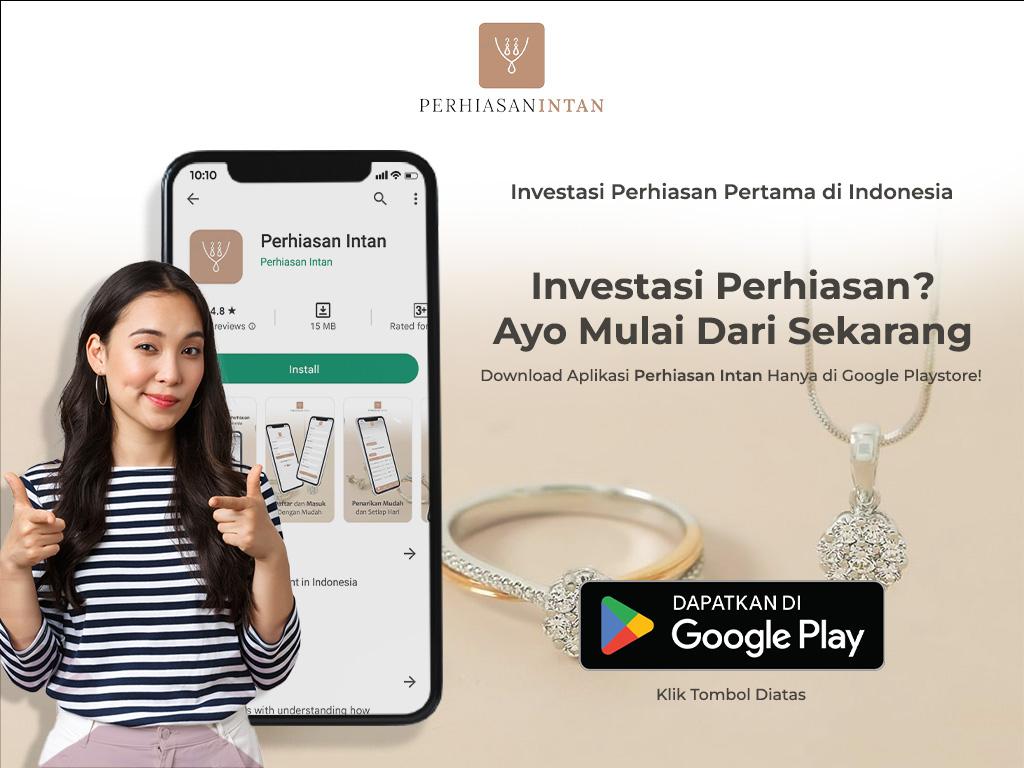 PERHIASANINTAN
Investasi Perhiasan Pertama di Indonesia
Investasi Perhiasan?
Ayo Mulai Dari Sekarang
Download Aplikasi Perhiasan Intan Hanya di Google Playstore!
10:10
Perhiasan Intan
Perhiasan Intan
4.8 ★
reviews
15 MB
3+
Rated for
Install
dan Masuk
Dengan Mudah
Penarikan Mudah
dan Setiap Hari
in Indonesia
with understanding how
DAPATKAN DI
Google Play
Klik Tombol Diatas